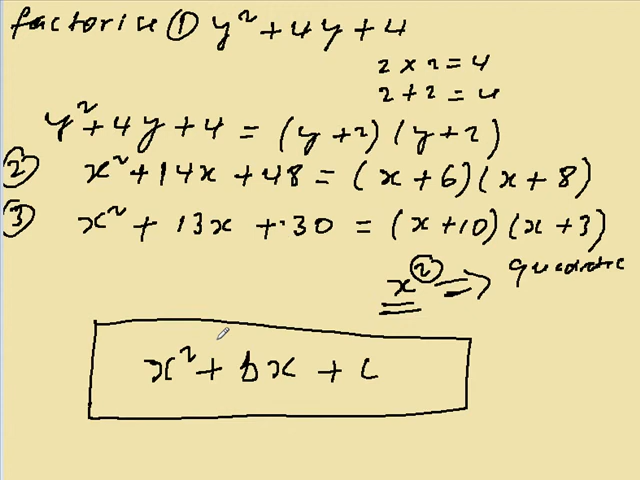 factorise ① y² + 4y + 4
2 × 2 = 4
2 + 2 = 4
y² + 4y + 4 = (y + 2) (y + 2)
② x² + 14x + 48 = (x + 6) (x + 8)
③ x² + 13x + 30 = (x + 10) (x + 3)
x² => quadratic
x² + bx + c